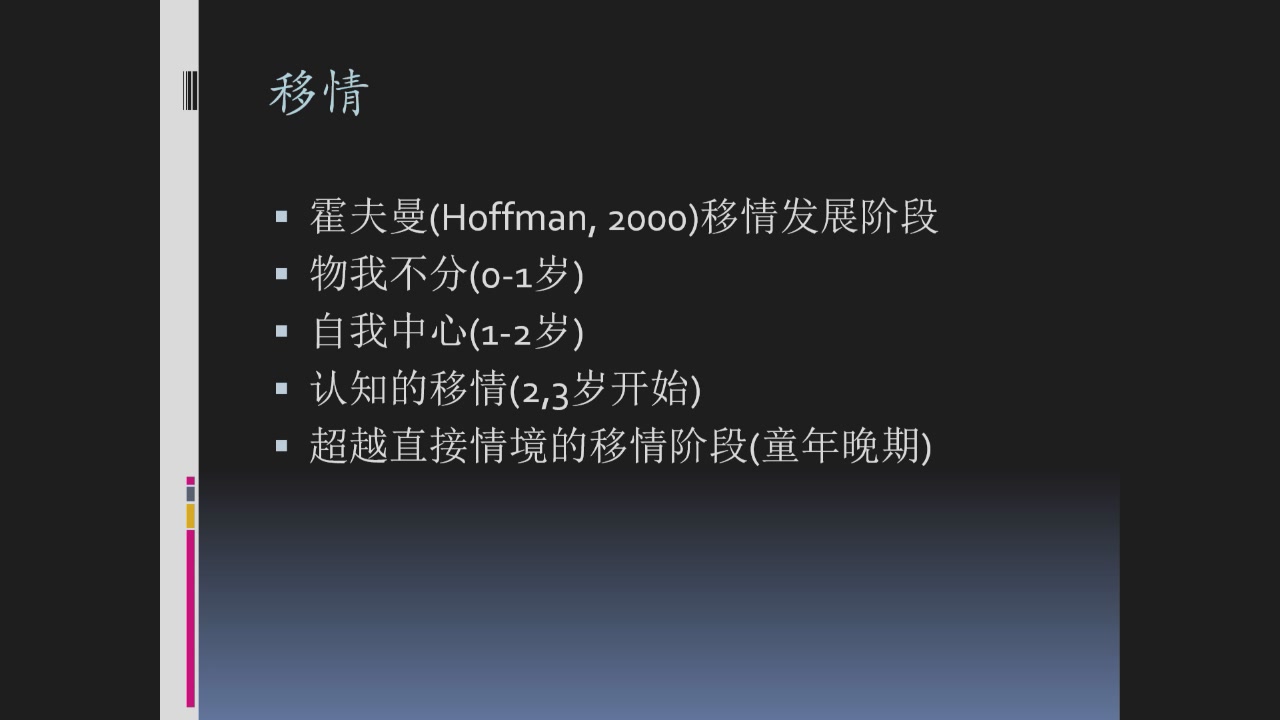 移情
霍夫曼(Hoffman, 2000)移情发展阶段
物我不分(0-1岁)
自我中心(1-2岁)
认知的移情(2,3岁开始)
超越直接情境的移情阶段(童年晚期)